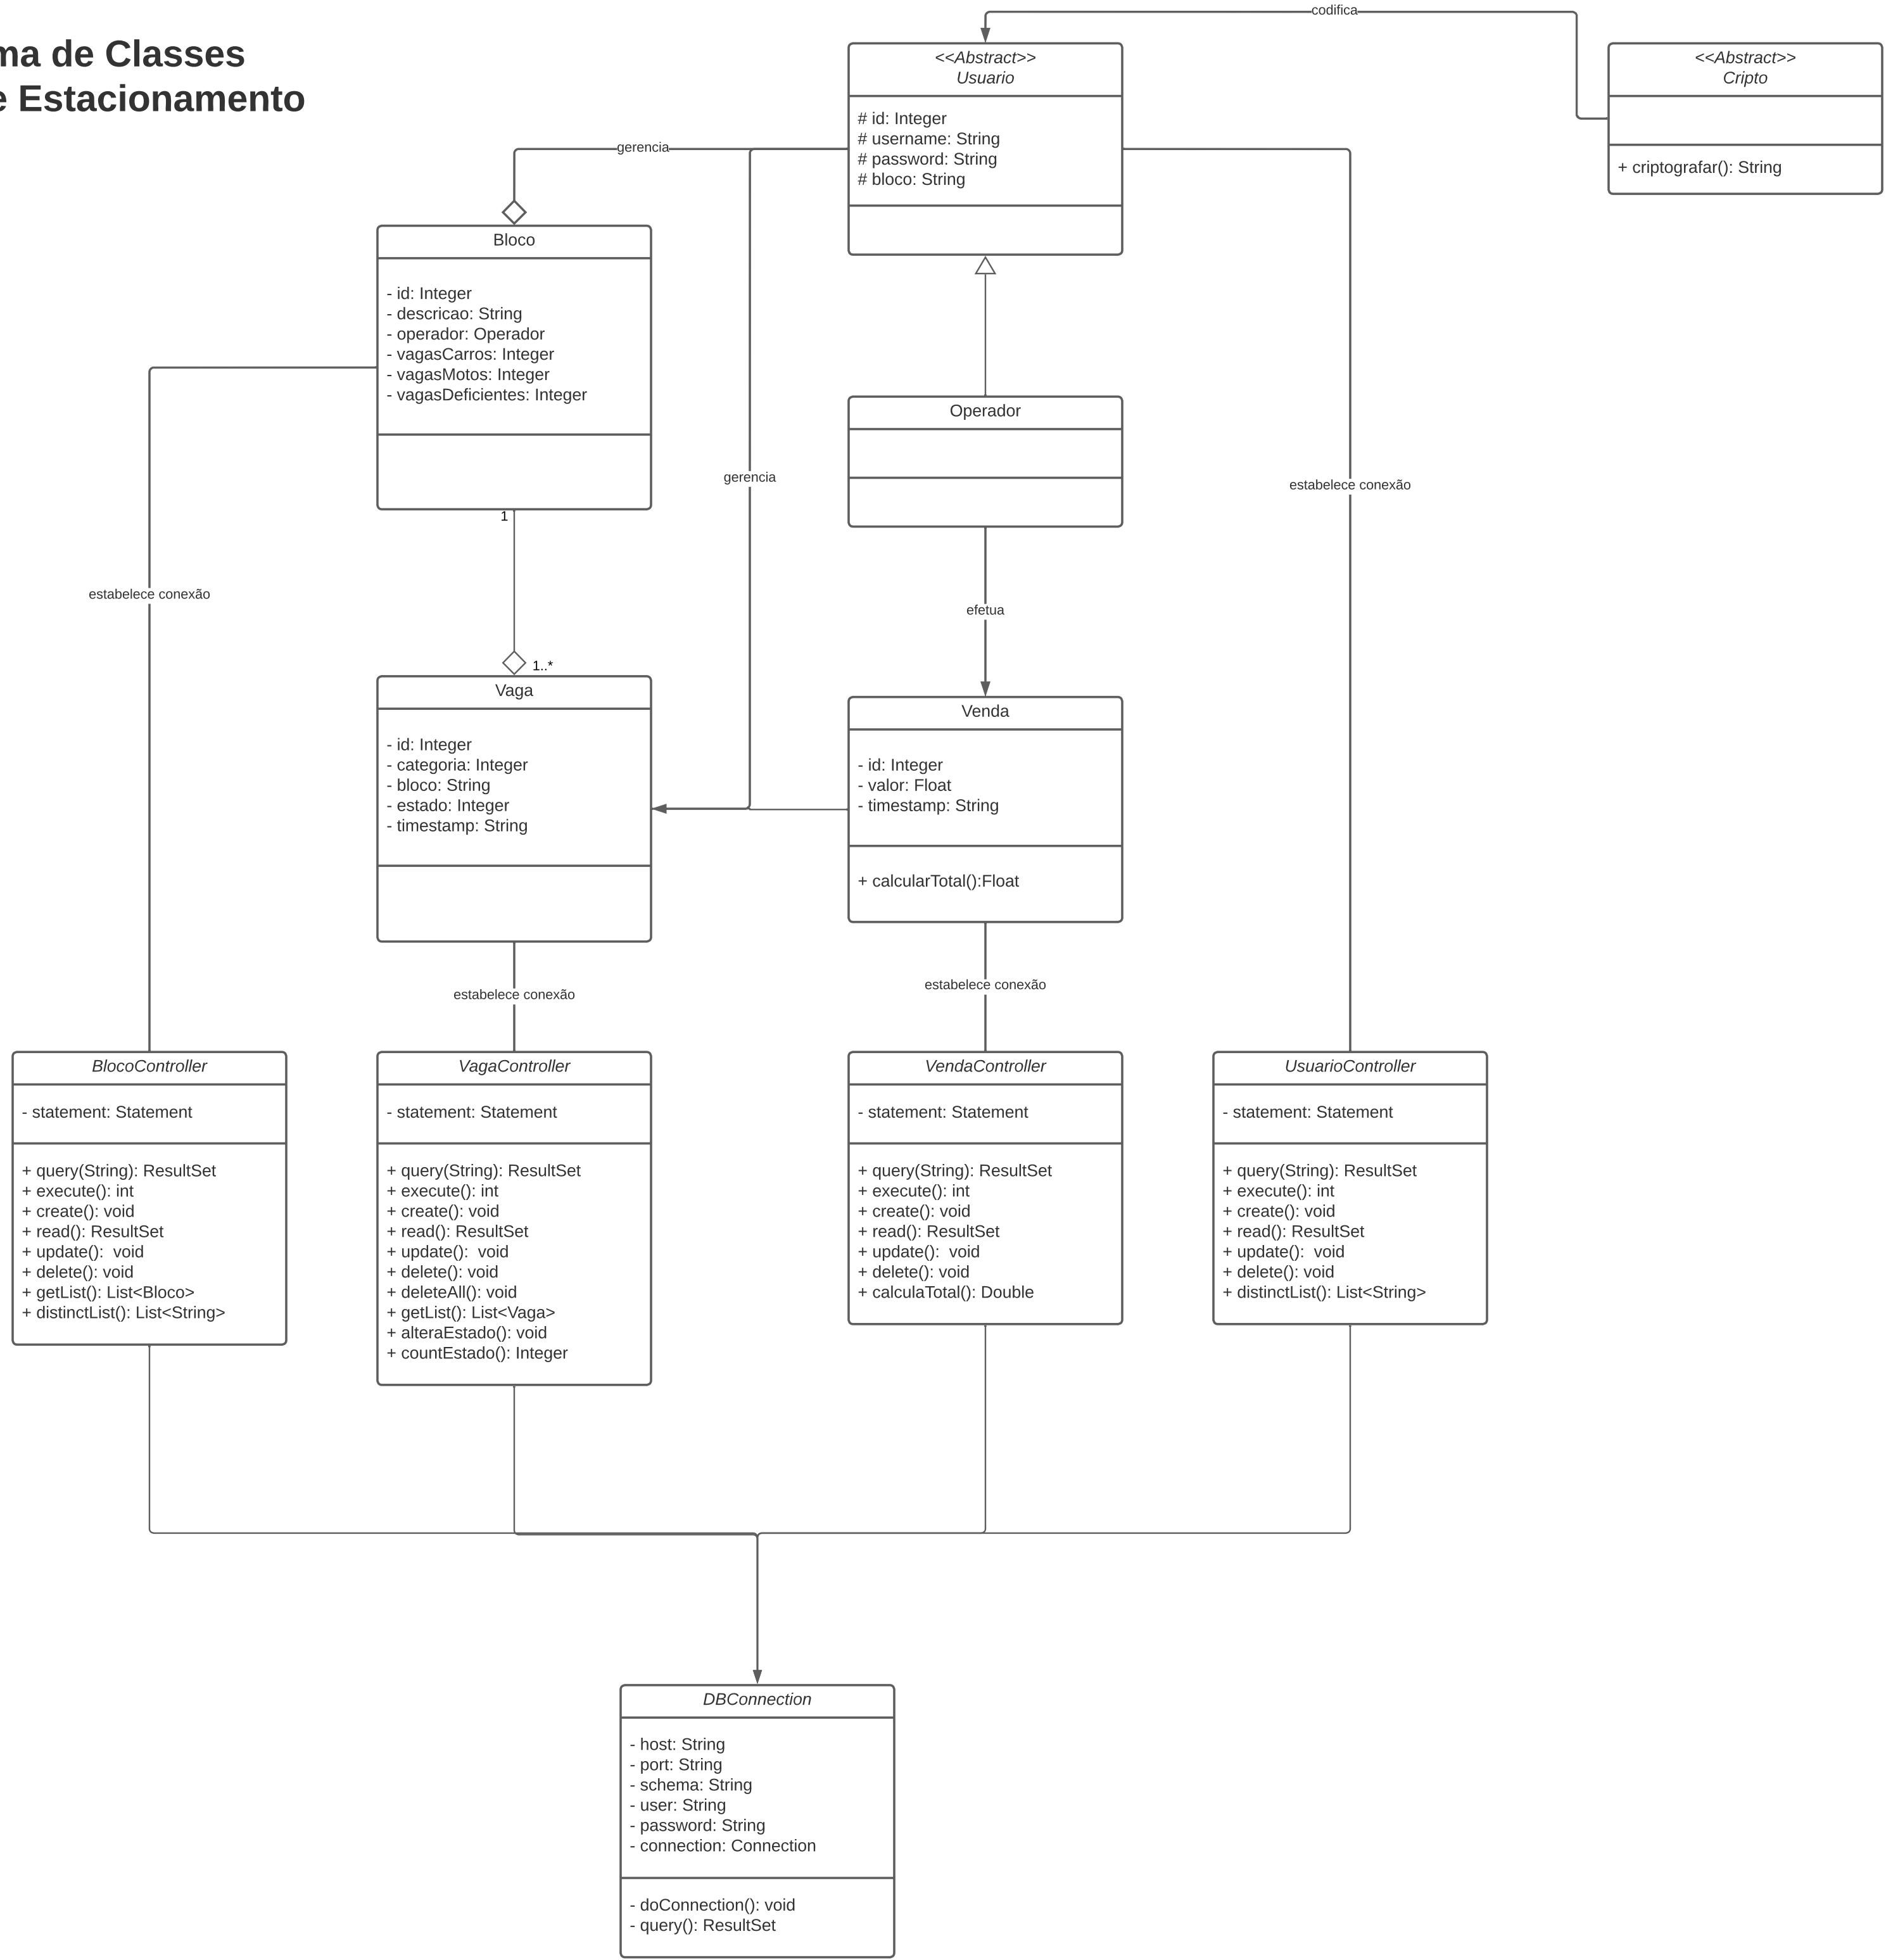 ma de Classes
e Estacionamento
codifica
<<Abstract>>
Usuario
# id: Integer
# username: String
# password: String
# bloco: String
<<Abstract>>
Cripto
+ criptografar(): String
gerencia
Bloco
- id: Integer
- descricao: String
- operador: Operador
- vagasCarros: Integer
- vagasMotos: Integer
- vagasDeficientes: Integer
Operador
gerencia
estabelece conexão
1
estabelece conexão
efetua
1..*
Vaga
- id: Integer
- categoria: Integer
- bloco: String
- estado: Integer
- timestamp: String
Venda
- id: Integer
- valor: Float
- timestamp: String
+ calcularTotal():Float
estabelece conexão
estabelece conexão
BlocoController
- statement: Statement
+ query(String): ResultSet
+ execute(): int
+ create(): void
+ read(): ResultSet
+ update():  void
+ delete(): void
+ getList(): List<Bloco>
+ distinctList(): List<String>
VagaController
- statement: Statement
+ query(String): ResultSet
+ execute(): int
+ create(): void
+ read(): ResultSet
+ update():  void
+ delete(): void
+ deleteAll(): void
+ getList(): List<Vaga>
+ alteraEstado(): void
+ countEstado(): Integer
VendaController
- statement: Statement
+ query(String): ResultSet
+ execute(): int
+ create(): void
+ read(): ResultSet
+ update():  void
+ delete(): void
+ calculaTotal(): Double
UsuarioController
- statement: Statement
+ query(String): ResultSet
+ execute(): int
+ create(): void
+ read(): ResultSet
+ update():  void
+ delete(): void
+ distinctList(): List<String>
DBConnection
- host: String
- port: String
- schema: String
- user: String
- password: String
- connection: Connection
- doConnection(): void
- query(): ResultSet